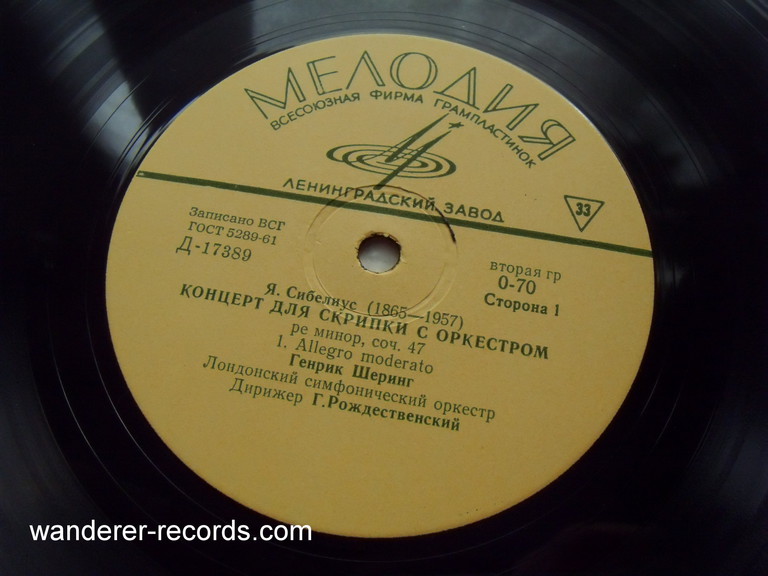 МЕЛОДИЯ
ВСЕСОЮЗНАЯ ФИРМА ГРАМПЛАСТИНОК
ЛЕНИНГРАДСКИЙ ЗАВОД
33
Записано ВСГ
ГОСТ 5289-61
Д-17389
вторая гр
0-70
Сторона 1
Я. Сибелиус (1865—1957)
КОНЦЕРТ ДЛЯ СКРИПКИ С ОРКЕСТРОМ
ре минор, соч. 47
I. Allegro moderato
Генрик Шеринг
Лондонский симфонический оркестр
Дирижер Г.Рождественский
wanderer-records.com